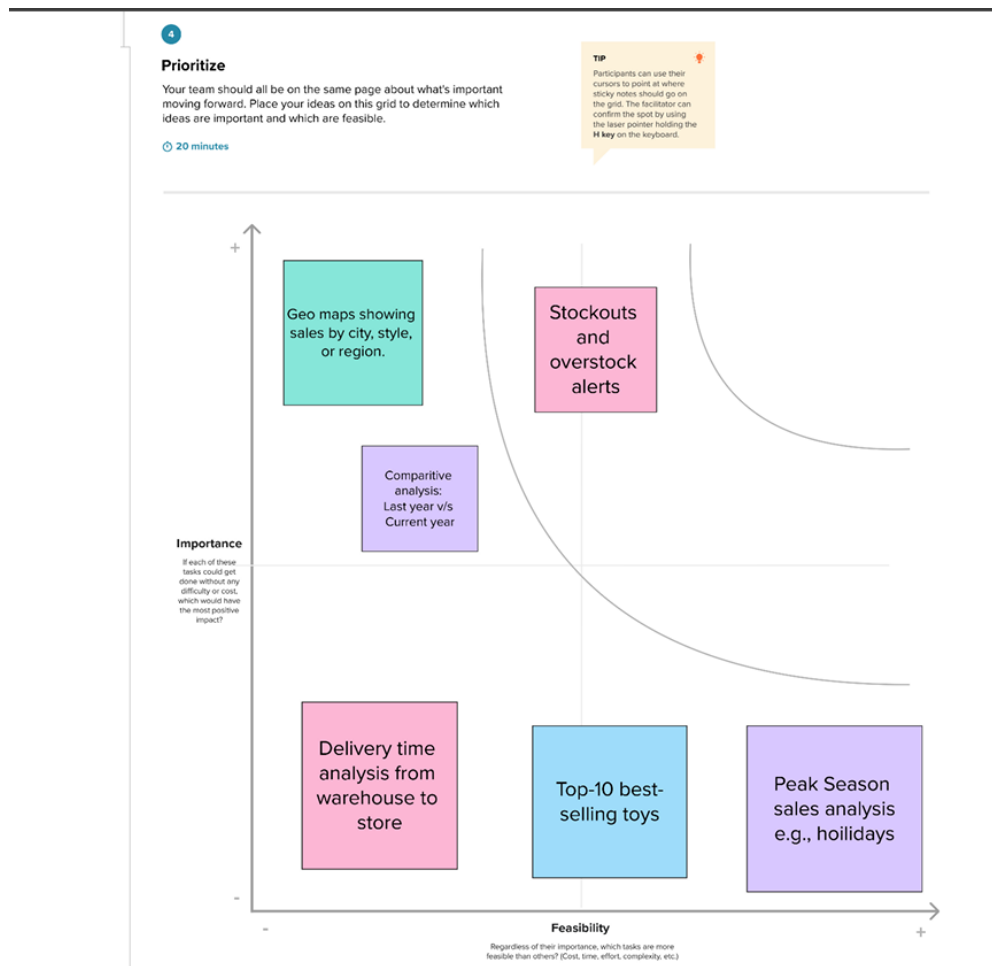 4
Prioritize
Your team should all be on the same page about what's important
moving forward. Place your ideas on this grid to determine which
ideas are important and which are feasible.
20 minutes
TIP
Participants can use their
cursors to point at where
sticky notes should go on
the grid. The facilitator can
confirm the spot by using
the laser pointer holding the
H key on the keyboard.
+
Geo maps showing
sales by city, style,
or region.
Stockouts
and
overstock
alerts
Comparitive
analysis:
Last year v/s
Current year
Importance
If each of these
tasks could get
done without any
difficulty or cost,
which would have
the most positive
impact?
Delivery time
analysis from
warehouse to
store
Top-10 best-
selling toys
Peak Season
sales analysis
e.g., hoilidays
-
-
Feasibility
+
Regardless of their importance, which tasks are more
feasible than others? (Cost, time, effort, complexity, etc.)